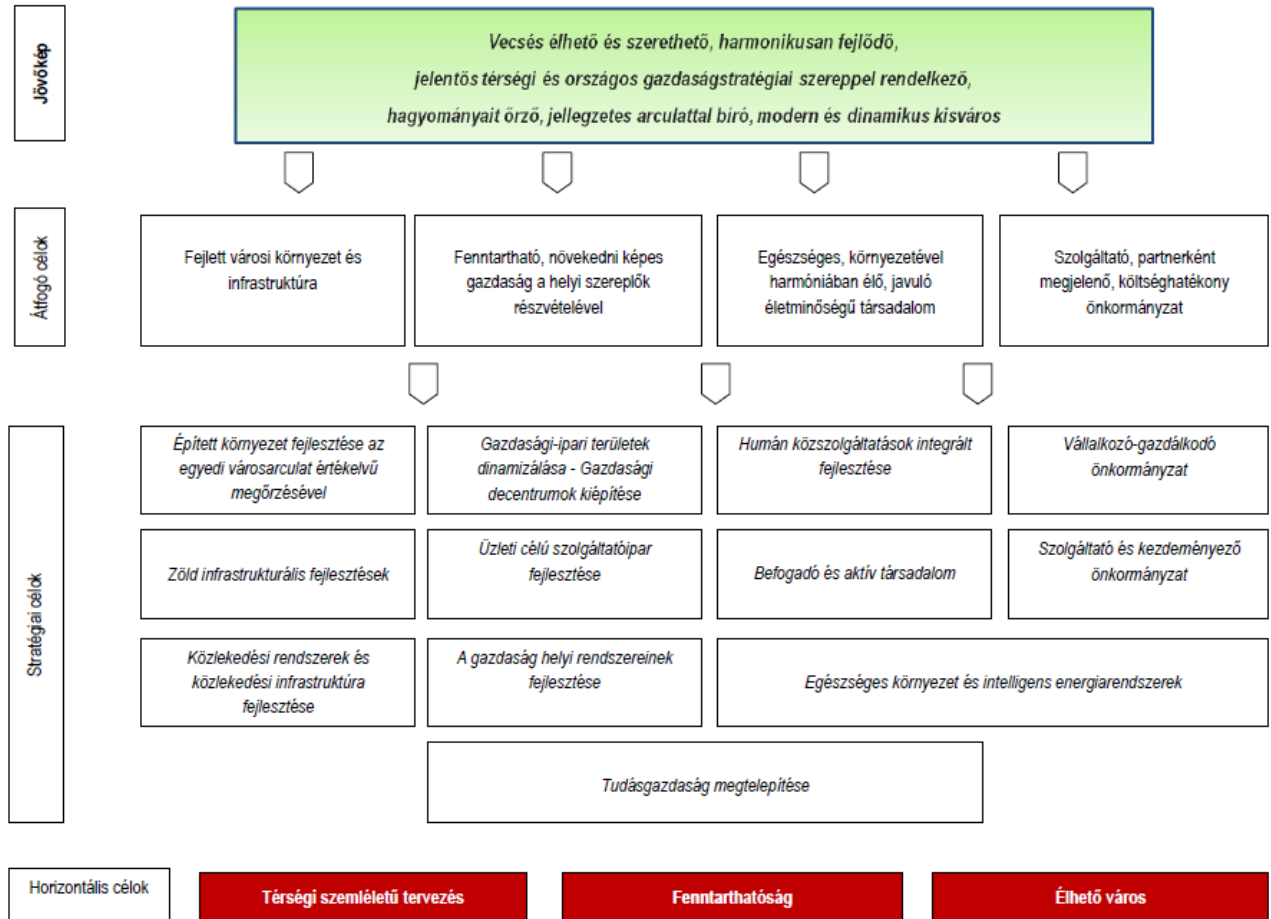 Jövőkép
Vecsés élhető és szerethető, harmonikusan fejlődő,
jelentős térségi és országos gazdaságstratégiai szereppel rendelkező,
hagyományait őrző, jellegzetes arculattal bíró, modern és dinamikus kisváros
Átfogó célok
Fejlett városi környezet és
infrastruktúra
Fenntartható, növekedni képes
gazdaság a helyi szereplők
részvételével
Egészséges, környezetével
harmóniában élő, javuló
életminőségű társadalom
Szolgáltató, partnerként
megjelenő, költséghatékony
önkormányzat
Stratégiai célok
Épített környezet fejlesztése az
egyedi városarculat értékelvű
megőrzésével
Gazdasági-ipari területek
dinamizálása - Gazdasági
decentrumok kiépítése
Humán közszolgáltatások integrált
fejlesztése
Vállalkozó-gazdálkodó
önkormányzat
Zöld infrastrukturális fejlesztések
Üzleti célú szolgáltatóipar
fejlesztése
Befogadó és aktív társadalom
Szolgáltató és kezdeményező
önkormányzat
Közlekedési rendszerek és
közlekedési infrastruktúra
fejlesztése
A gazdaság helyi rendszereinek
fejlesztése
Egészséges környezet és intelligens energiarendszerek
Tudásgazdaság megtelepítése
Horizontális célok
Térségi szemléletű tervezés
Fenntarthatóság
Élhető város